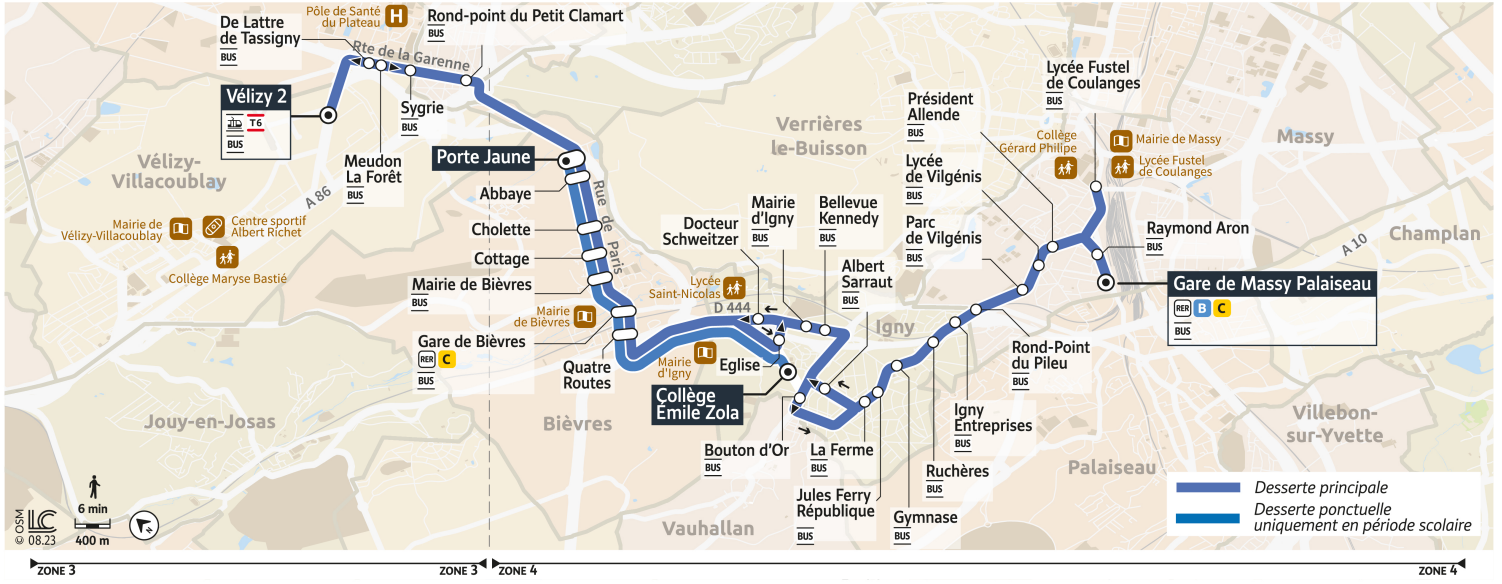 De Lattre
de Tassigny
BUS
Pôle de Santé
du Plateau
H
Rond-point du Petit Clamart
BUS
Rte de la Garenne
Vélizy 2
T6
BUS
Sygrie
BUS
Meudon
La Forêt
BUS
Vélizy-
Villacoublay
A 86
Mairie de
Vélizy-Villacoublay
Centre sportif
Albert Richet
Collège Maryse Bastié
Porte Jaune
Abbaye
Cholette
Cottage
Mairie de Bièvres
BUS
Rue de Paris
Mairie
de Bièvres
Gare de Bièvres
RER C
BUS
Quatre
Routes
Jouy-en-Josas
Bièvres
Verrières
le-Buisson
Docteur
Schweitzer
Mairie
d'Igny
BUS
Bellevue
Kennedy
BUS
Albert
Sarraut
BUS
Lycée
Saint-Nicolas
D 444
Mairie
d'Igny
Eglise
Collège
Émile Zola
Igny
Bouton d'Or
BUS
La Ferme
BUS
Jules Ferry
République
BUS
Gymnase
BUS
Ruchères
BUS
Igny
Entreprises
BUS
Rond-Point
du Pileu
BUS
Vauhallan
Palaiseau
Président
Allende
BUS
Lycée
de Vilgénis
BUS
Parc
de Vilgénis
BUS
Lycée Fustel
de Coulanges
BUS
Collège
Gérard Philipe
Mairie de Massy
Lycée Fustel
de Coulanges
Massy
Raymond Aron
BUS
A 10
Champlan
Gare de Massy Palaiseau
RER B C
BUS
Villebon-
sur-Yvette
Desserte principale
Desserte ponctuelle
uniquement en période scolaire
6 min
400 m
OSM LC
© 08.23
ZONE 3
ZONE 3
ZONE 4
ZONE 4